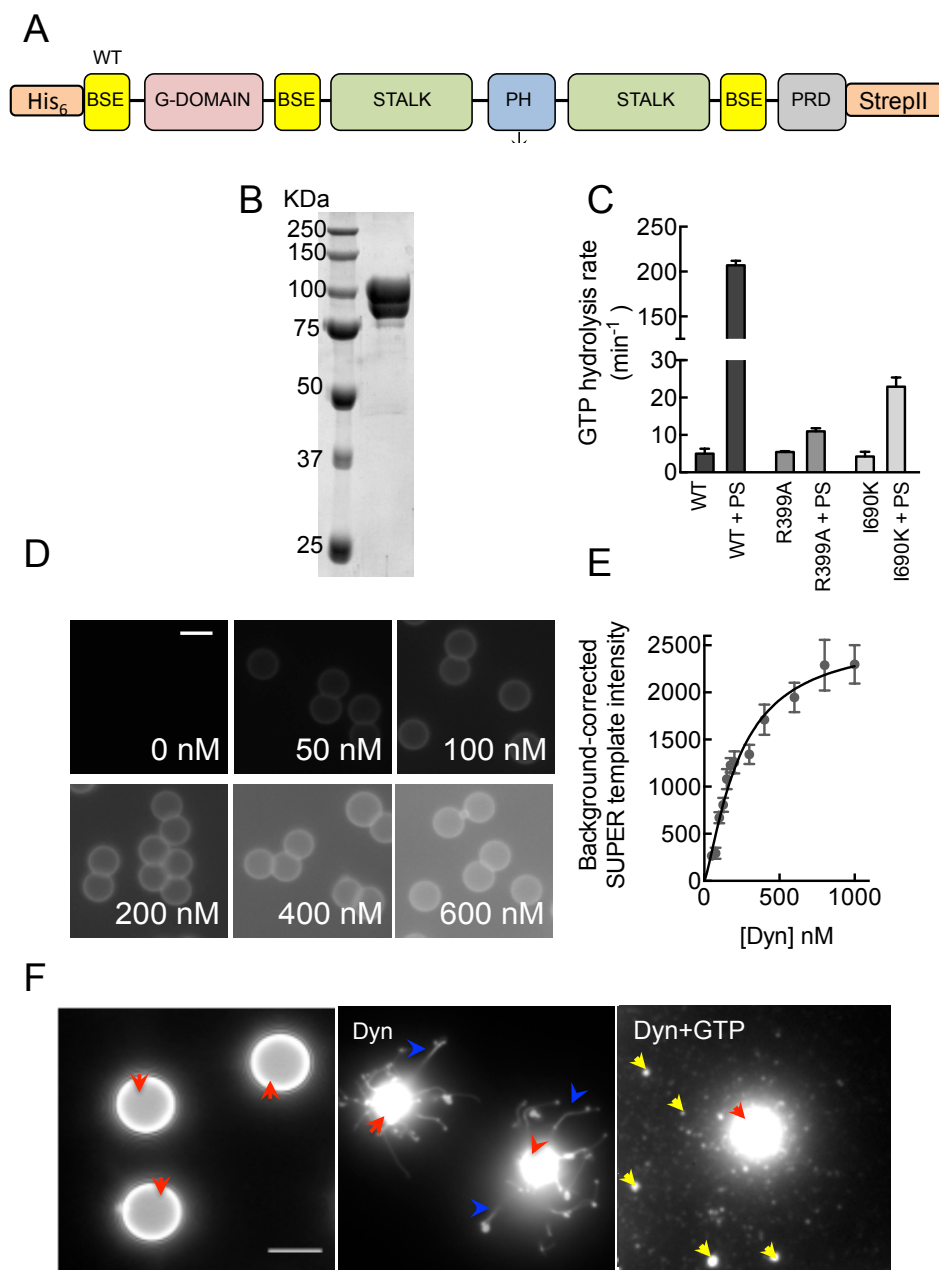 A
WT
His6 BSE G-DOMAIN BSE STALK PH STALK BSE PRD StrepII
B
KDa
250
150
100
75
50
37
25
C
GTP hydrolysis rate
(min-1)
250
200
150
100
30
20
10
0
WT
WT + PS
R399A
R399A + PS
I690K
I690K + PS
D
0 nM
50 nM
100 nM
200 nM
400 nM
600 nM
E
Background-corrected
SUPER template intensity
2500
2000
1500
1000
500
0
0 500 1000
[Dyn] nM
F
Dyn
Dyn+GTP